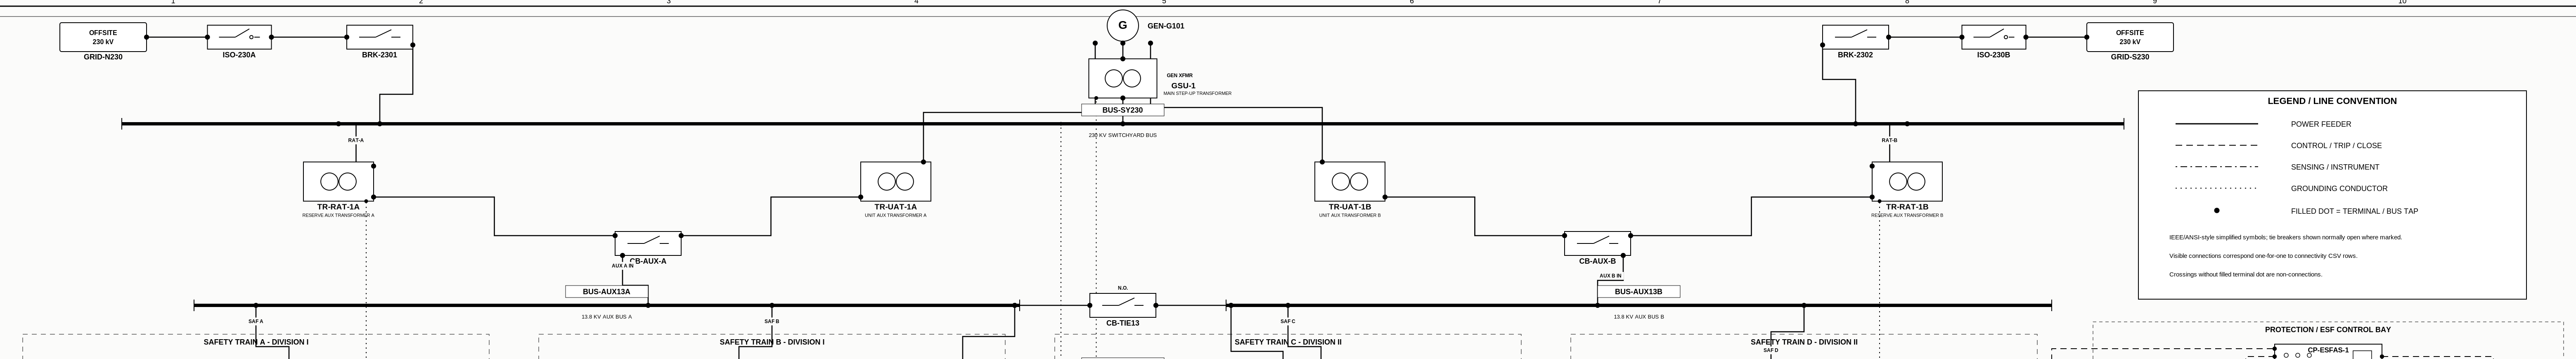 1 2 3 4 5 6 7 8 9 10
OFFSITE
230 kV
GRID-N230
ISO-230A
BRK-2301
G
GEN-G101
GEN XFMR
GSU-1
MAIN STEP-UP TRANSFORMER
BRK-2302
ISO-230B
OFFSITE
230 kV
GRID-S230
BUS-SY230
230 KV SWITCHYARD BUS
LEGEND / LINE CONVENTION
POWER FEEDER
CONTROL / TRIP / CLOSE
SENSING / INSTRUMENT
GROUNDING CONDUCTOR
FILLED DOT = TERMINAL / BUS TAP
IEEE/ANSI-style simplified symbols; tie breakers shown normally open where marked.
Visible connections correspond one-for-one to connectivity CSV rows.
Crossings without filled terminal dot are non-connections.
RAT-A
RAT-B
TR-RAT-1A
RESERVE AUX TRANSFORMER A
TR-UAT-1A
UNIT AUX TRANSFORMER A
TR-UAT-1B
UNIT AUX TRANSFORMER B
TR-RAT-1B
RESERVE AUX TRANSFORMER B
CB-AUX-A
AUX A IN
CB-AUX-B
AUX B IN
BUS-AUX13A
N.O.
BUS-AUX13B
13.8 KV AUX BUS A
CB-TIE13
13.8 KV AUX BUS B
SAF A
SAF B
SAF C
SAF D
SAFETY TRAIN A - DIVISION I
SAFETY TRAIN B - DIVISION I
SAFETY TRAIN C - DIVISION II
SAFETY TRAIN D - DIVISION II
PROTECTION / ESF CONTROL BAY
CP-ESFAS-1